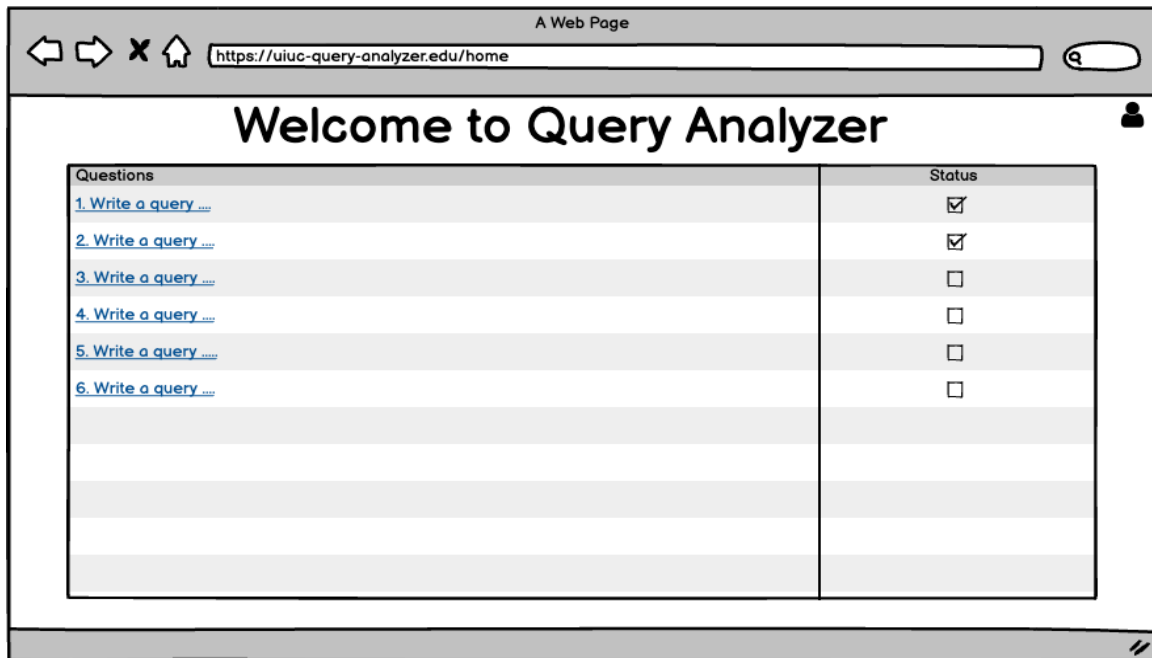 A Web Page
https://uiuc-query-analyzer.edu/home
Welcome to Query Analyzer
Questions Status
1. Write a query ....
2. Write a query ....
3. Write a query ....
4. Write a query ....
5. Write a query .....
6. Write a query ....